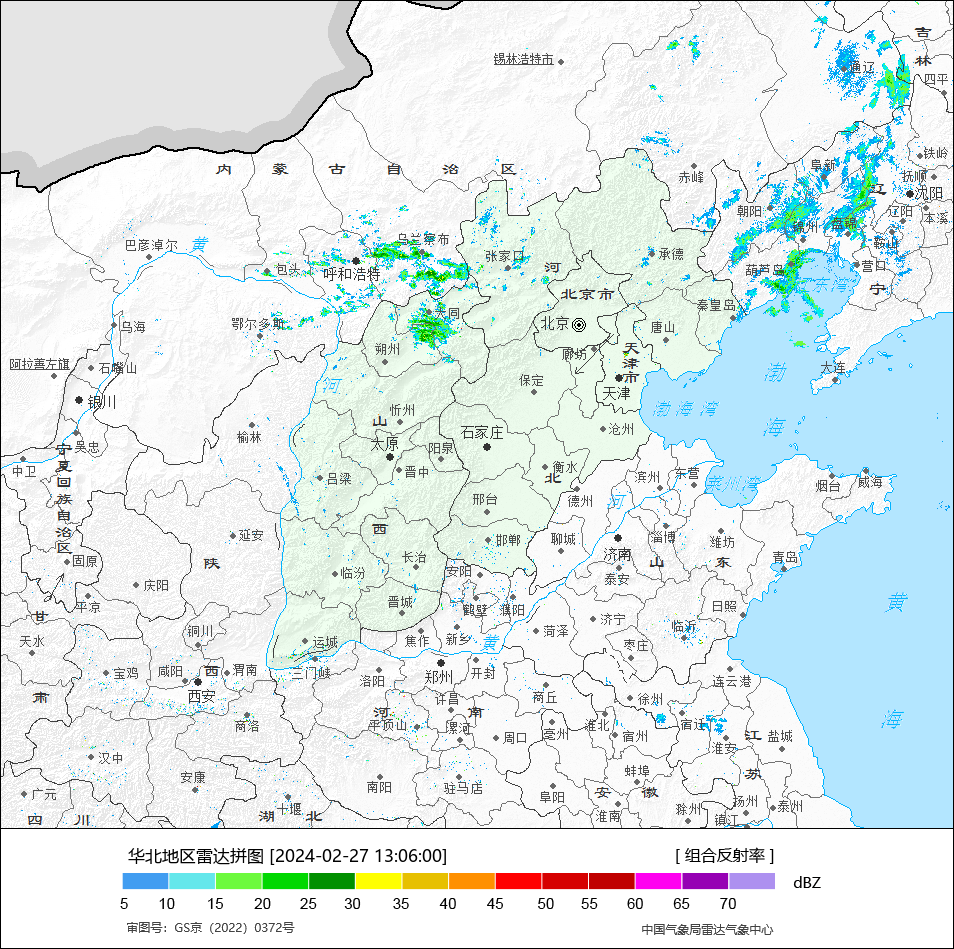 吉
林
锡林浩特市
通辽
四平
铁岭
内 蒙 古 自 治 区
赤峰
阜新
抚顺
沈阳
辽
朝阳
锦州
盘锦
辽阳
本溪
鞍山
巴彦淖尔
黄
乌兰察布
包头
呼和浩特
张家口
河
承德
葫芦岛
营口
辽东湾
宁
北京市
秦皇岛
乌海
鄂尔多斯
大同
北京
唐山
阿拉善左旗
石嘴山
朔州
廊坊
天
津
市
大连
渤
银川
河
保定
天津
渤海湾
忻州
山
海
吴忠
宁
夏
回
族
自
治
区
榆林
太原
阳泉
石家庄
沧州
中卫
晋中
吕梁
衡水
北
滨州
东营
莱州湾
烟台
威海
邢台
德州
河
延安
西
邯郸
聊城
济南
淄博
潍坊
山
东
青岛
固原
陕
长治
安阳
临汾
泰安
庆阳
平凉
晋城
鹤壁
濮阳
日照
黄
甘
天水
铜川
运城
焦作
新乡
黄
菏泽
济宁
临沂
枣庄
宝鸡
咸阳
西
渭南
三门峡
洛阳
郑州
开封
连云港
肃
西安
许昌
商丘
徐州
商洛
河
南
平顶山
漯河
周口
亳州
淮北
宿州
宿迁
淮安
江
盐城
海
汉中
安康
南阳
驻马店
蚌埠
苏
广元
十堰
阜阳
安
徽
滁州
扬州
泰州
四 川
湖 北
淮南
镇江
华北地区雷达拼图 [2024-02-27 13:06:00]
[ 组合反射率 ]
dBZ
5 10 15 20 25 30 35 40 45 50 55 60 65 70
审图号：GS京（2022）0372号
中国气象局雷达气象中心